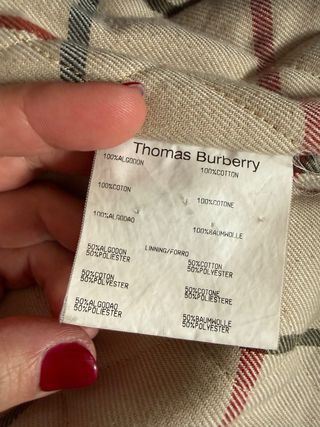 Thomas Burberry
100%ALGODON 100%COTTON
100%COTON 100%COTONE
100%ALGODAO 100%BAUMWOLLE
LINNING/FORRO
50%ALGODON 50%COTTON
50%POLIESTER 50%POLYESTER
50%COTON 50%COTONE
50%POLYESTER 50%POLIESTERE
50%ALGODAO 50%BAUMWOLLE
50%POLIESTER 50%POLYESTER